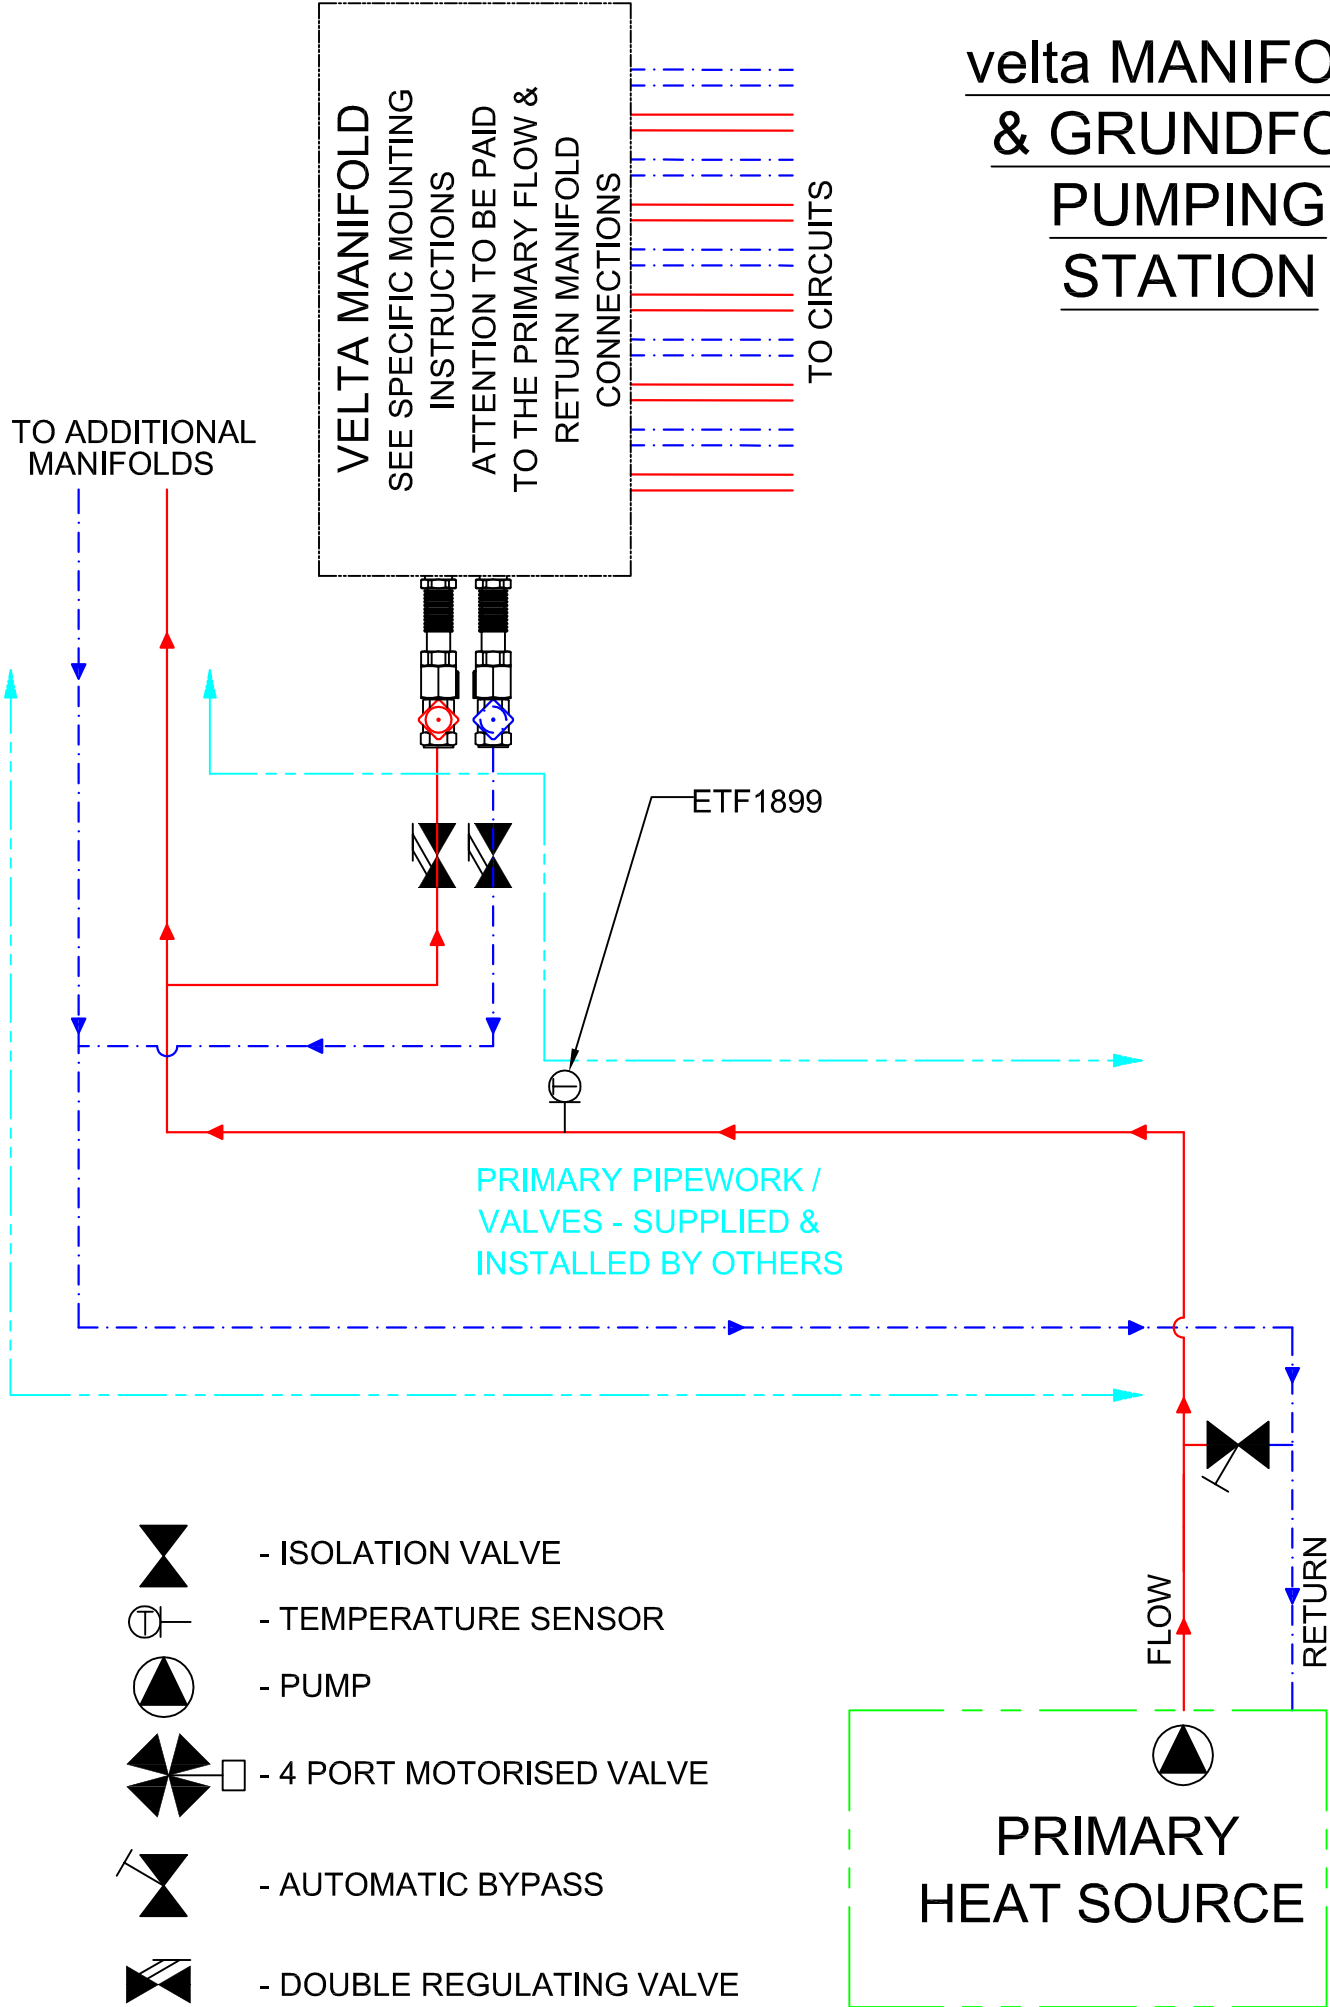 velta MANIFO
& GRUNDFO
PUMPING
STATION
VELTA MANIFOLD
SEE SPECIFIC MOUNTING
INSTRUCTIONS
ATTENTION TO BE PAID
TO THE PRIMARY FLOW &
RETURN MANIFOLD
CONNECTIONS
TO CIRCUITS
TO ADDITIONAL
MANIFOLDS
ETF1899
T
PRIMARY PIPEWORK /
VALVES - SUPPLIED &
INSTALLED BY OTHERS
FLOW
RETURN
PRIMARY
HEAT SOURCE
- ISOLATION VALVE
T - TEMPERATURE SENSOR
- PUMP
- 4 PORT MOTORISED VALVE
- AUTOMATIC BYPASS
- DOUBLE REGULATING VALVE